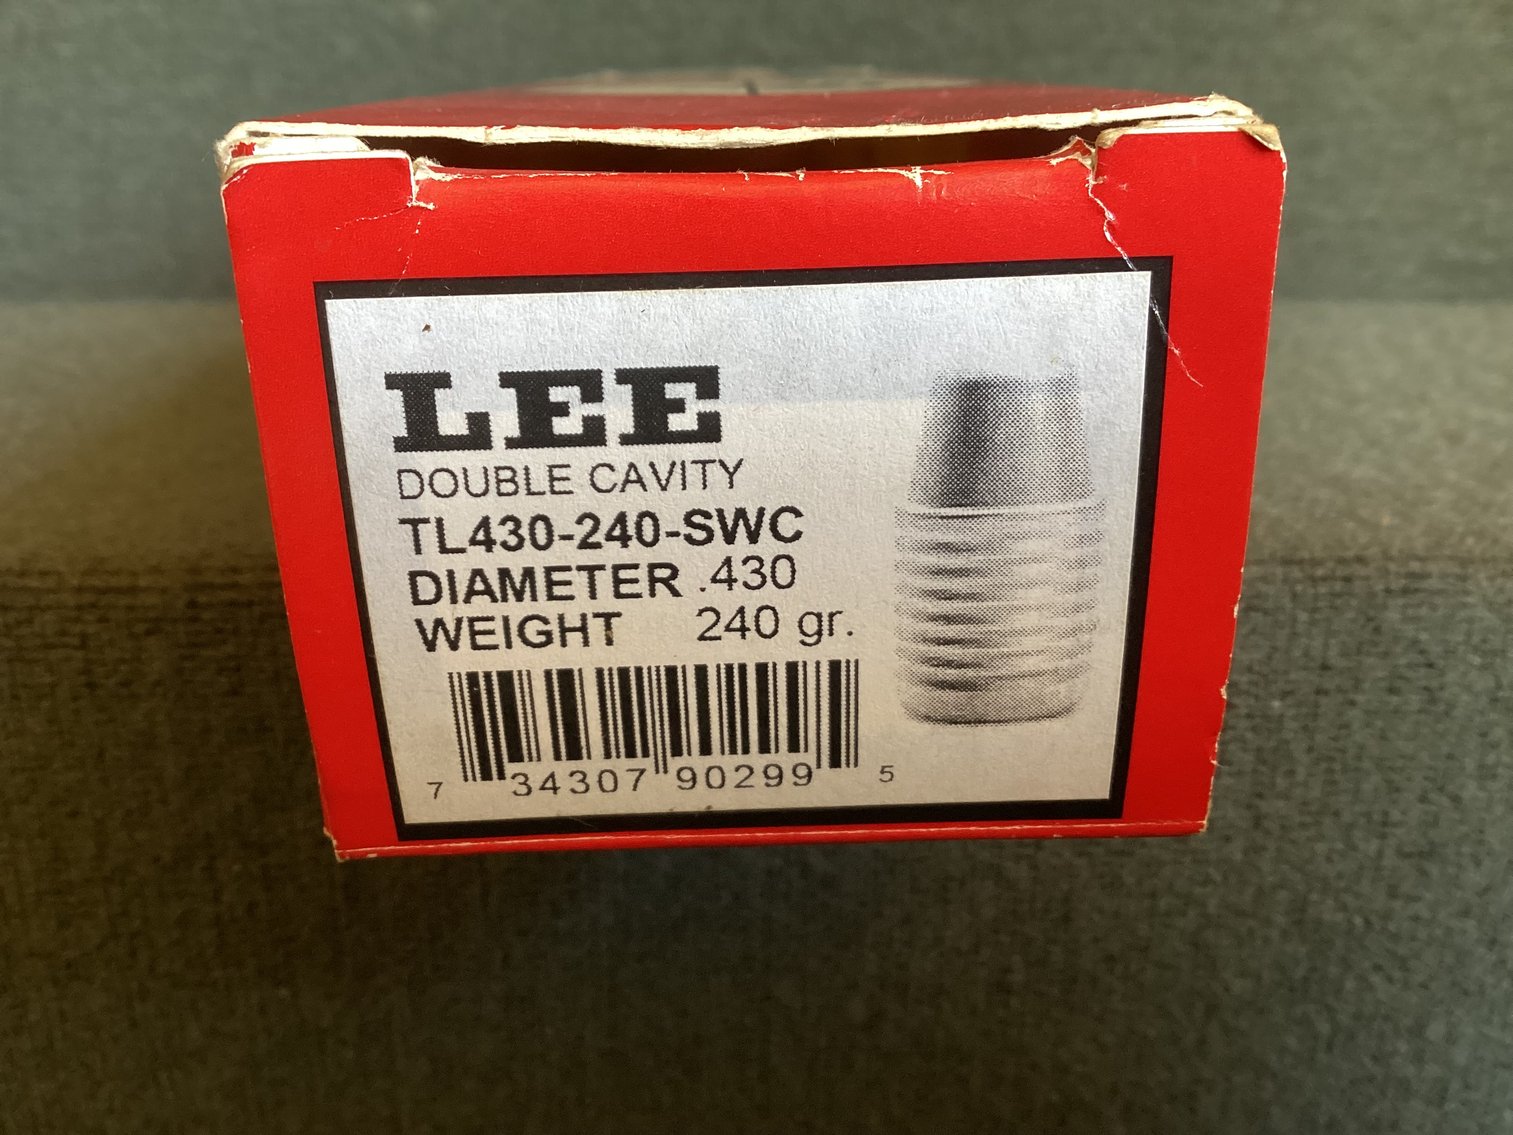 LEE
DOUBLE CAVITY
TL430-240-SWC
DIAMETER .430
WEIGHT 240 gr.
7 34307 90299 5